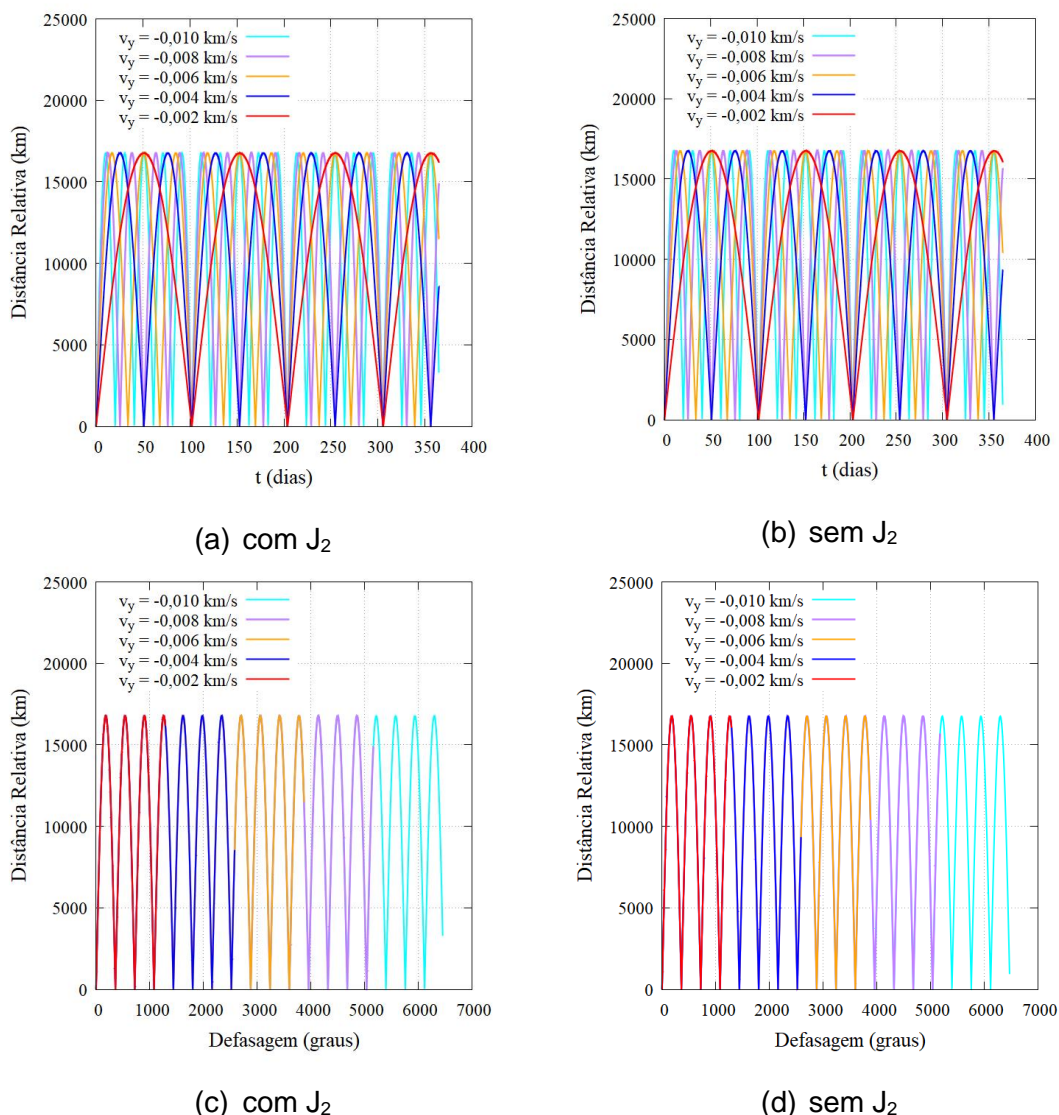 25000
20000
15000
10000
5000
0
Distância Relativa (km)
v_y = -0,010 km/s
v_y = -0,008 km/s
v_y = -0,006 km/s
v_y = -0,004 km/s
v_y = -0,002 km/s
0 50 100 150 200 250 300 350 400
t (dias)
(a) com J₂
25000
20000
15000
10000
5000
0
Distância Relativa (km)
v_y = -0,010 km/s
v_y = -0,008 km/s
v_y = -0,006 km/s
v_y = -0,004 km/s
v_y = -0,002 km/s
0 50 100 150 200 250 300 350 400
t (dias)
(b) sem J₂
25000
20000
15000
10000
5000
0
Distância Relativa (km)
v_y = -0,010 km/s
v_y = -0,008 km/s
v_y = -0,006 km/s
v_y = -0,004 km/s
v_y = -0,002 km/s
0 1000 2000 3000 4000 5000 6000 7000
Defasagem (graus)
(c) com J₂
25000
20000
15000
10000
5000
0
Distância Relativa (km)
v_y = -0,010 km/s
v_y = -0,008 km/s
v_y = -0,006 km/s
v_y = -0,004 km/s
v_y = -0,002 km/s
0 1000 2000 3000 4000 5000 6000 7000
Defasagem (graus)
(d) sem J₂